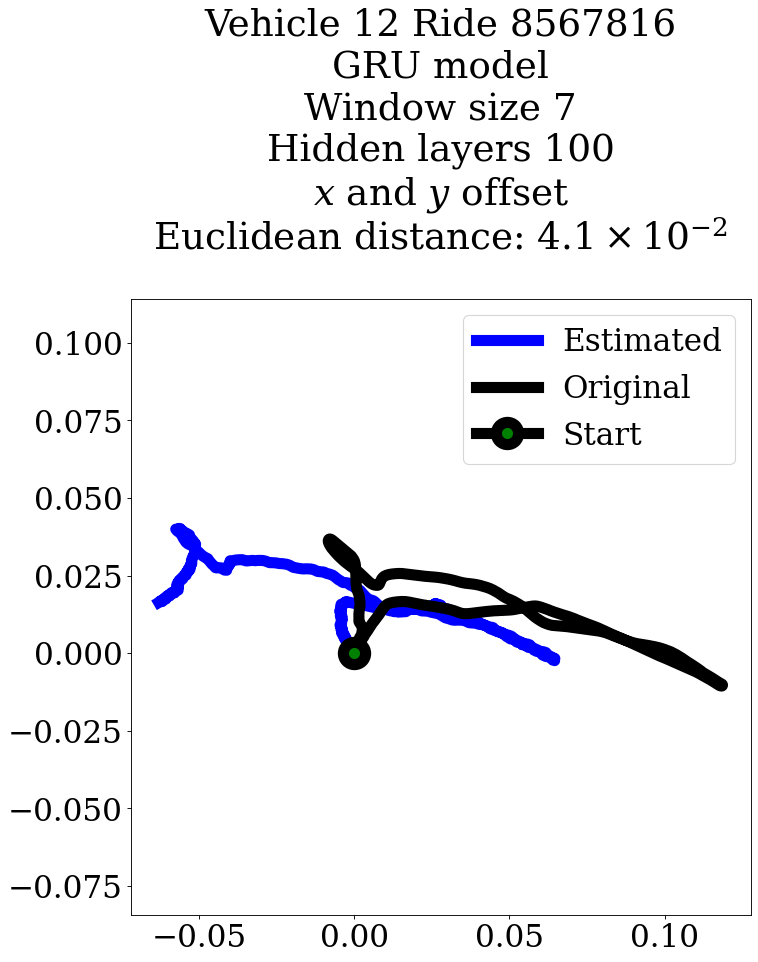 Vehicle 12 Ride 8567816
GRU model
Window size 7
Hidden layers 100
x and y offset
Euclidean distance: 4.1 × 10⁻²
Estimated
Original
Start
0.100
0.075
0.050
0.025
0.000
−0.025
−0.050
−0.075
−0.05 0.00 0.05 0.10